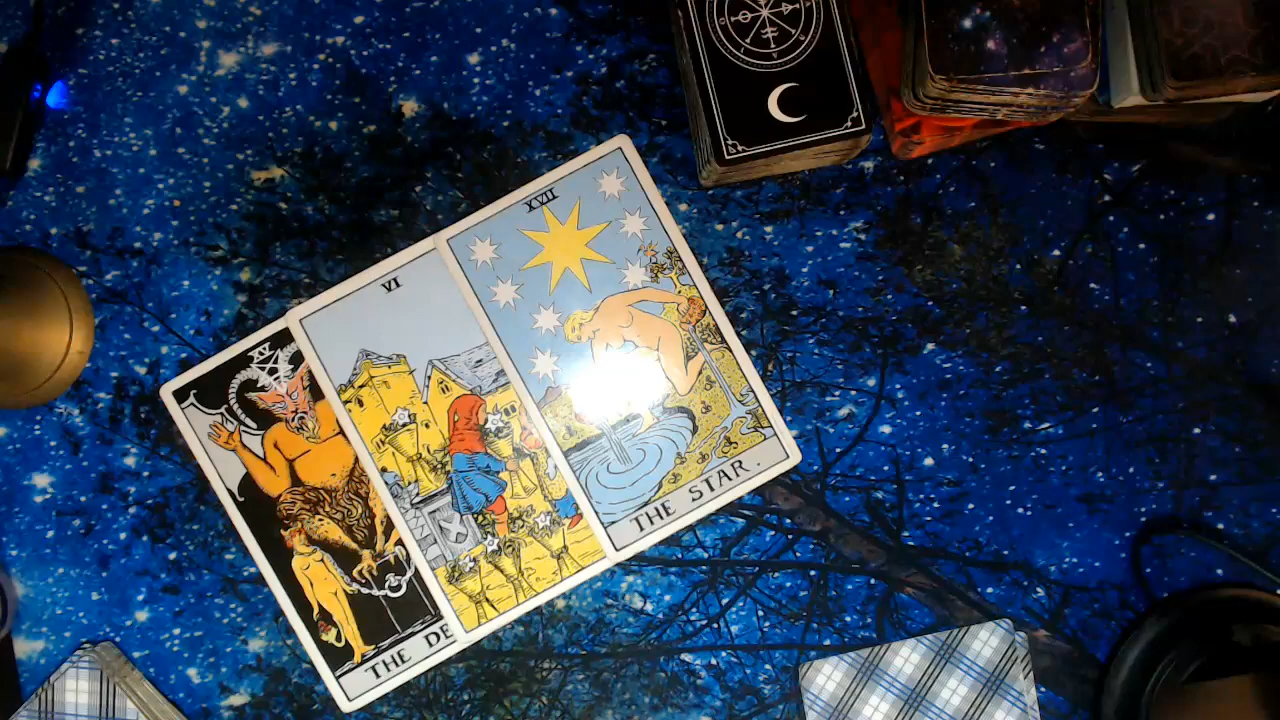 XV
THE DE
VI
XVII
THE STAR.